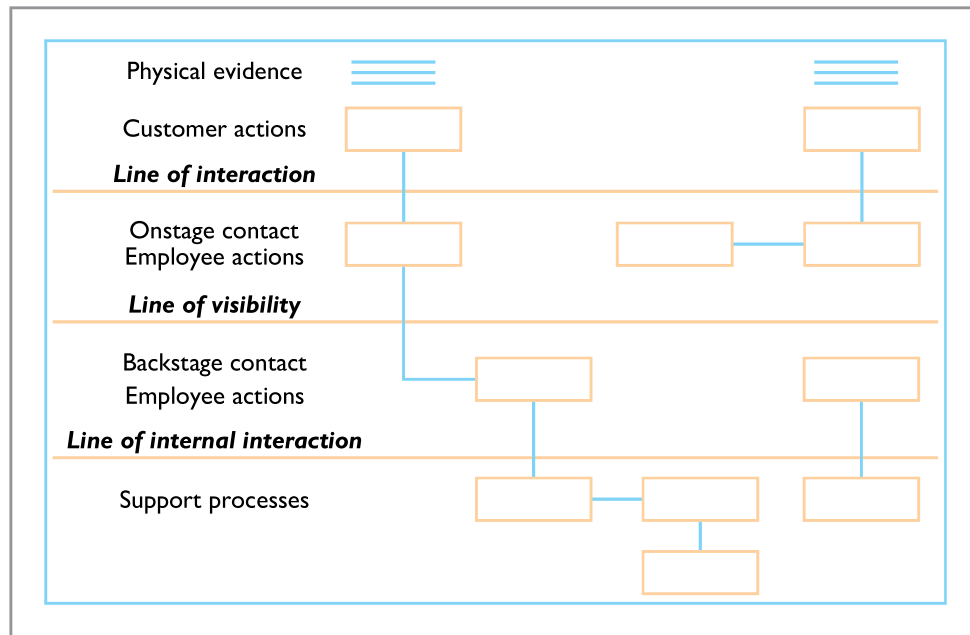 Physical evidence
Customer actions
Line of interaction
Onstage contact
Employee actions
Line of visibility
Backstage contact
Employee actions
Line of internal interaction
Support processes